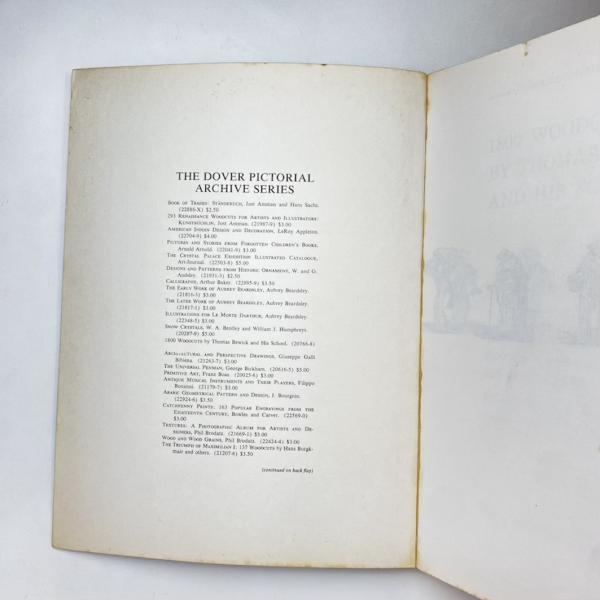 THE DOVER PICTORIAL
ARCHIVE SERIES
BOOK OF TRADES: STÄNDEBUCH, Jost Amman and Hans Sachs.
(22886-X) $2.50
293 RENAISSANCE WOODCUTS FOR ARTISTS AND ILLUSTRATORS:
KUNSTBÜCHLIN, Jost Amman. (21987-9) $3.00
AMERICAN INDIAN DESIGN AND DECORATION, LeRoy Appleton.
(22704-9) $4.00
PICTURES AND STORIES FROM FORGOTTEN CHILDREN'S BOOKS,
Arnold Arnold. (22041-9) $3.00
THE CRYSTAL PALACE EXHIBITION ILLUSTRATED CATALOGUE,
Art-Journal. (22503-8) $5.00
DESIGNS AND PATTERNS FROM HISTORIC ORNAMENT, W. and G.
Audsley. (21931-3) $2.50
CALLIGRAPHY, Arthur Baker. (22895-9) $3.50
THE EARLY WORK OF AUBREY BEARDSLEY, Aubrey Beardsley.
(21816-3) $3.00
THE LATER WORK OF AUBREY BEARDSLEY, Aubrey Beardsley.
(21817-1) $3.00
ILLUSTRATIONS FOR LE MORTE DARTHUR, Aubrey Beardsley.
(22348-5) $3.00
SNOW CRYSTALS, W. A. Bentley and William J. Humphreys.
(20287-9) $5.00
1800 WOODCUTS by Thomas Bewick and His School. (20766-8)
ARCHITECTURAL AND PERSPECTIVE DRAWINGS, Giuseppe Galli
Bibiena. (21263-7) $3.00
THE UNIVERSAL PENMAN, George Bickham. (20616-5) $5.00
PRIMITIVE ART, Franz Boas (20025-6) $3.00
ANTIQUE MUSICAL INSTRUMENTS AND THEIR PLAYERS, Filippo
Bonanni. (21179-7) $3.00
ARABIC GEOMETRICAL PATTERN AND DESIGN, J. Bourgoin.
(22924-6) $3.50
CATCHPENNY PRINTS: 163 POPULAR ENGRAVINGS FROM THE
EIGHTEENTH CENTURY, Bowles and Carver. (22569-0)
$3.00
TEXTURES: A PHOTOGRAPHIC ALBUM FOR ARTISTS AND DE-
SIGNERS, Phil Brodatz. (21669-1) $3.00
WOOD AND WOOD GRAINS, Phil Brodatz. (22424-4) $3.00
THE TRIUMPH OF MAXIMILIAN I: 137 WOODCUTS by Hans Burgk-
mair and others. (21207-6) $3.50
(continued on back flap)